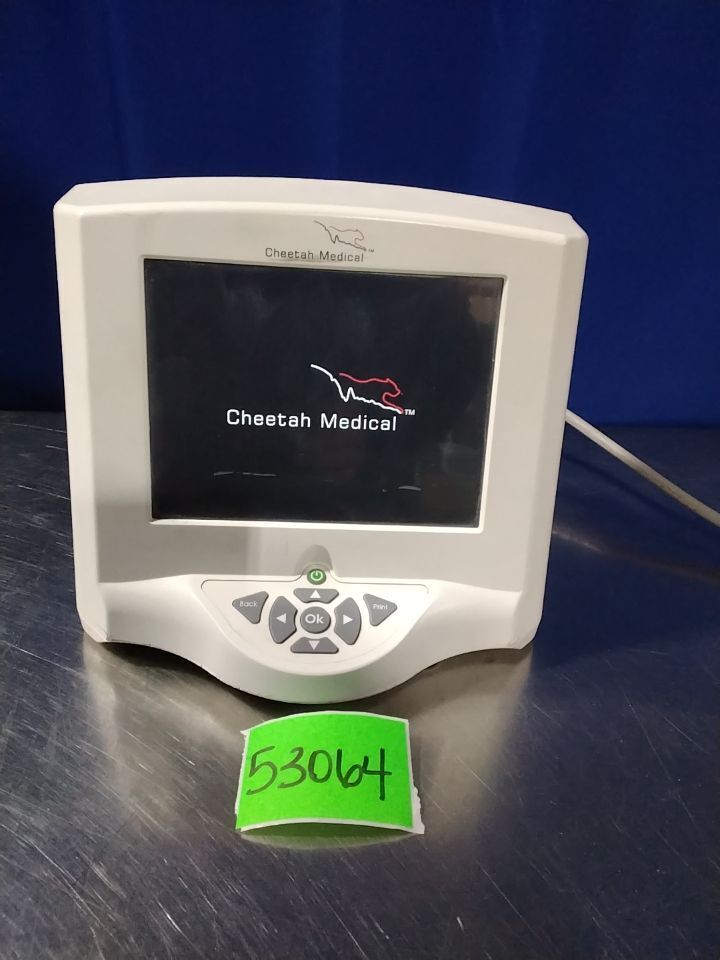 Cheetah Medical
TM
Cheetah Medical
Back
Ok
Print
53064